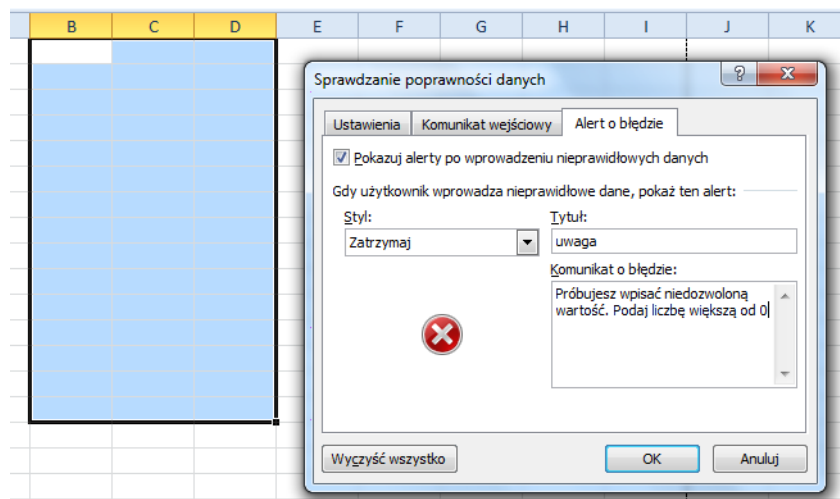 B C D E F G H I J K
Sprawdzanie poprawności danych
Ustawienia Komunikat wejściowy Alert o błędzie
Pokazuj alerty po wprowadzeniu nieprawidłowych danych
Gdy użytkownik wprowadza nieprawidłowe dane, pokaż ten alert:
Styl: Tytuł:
Zatrzymaj uwaga
Komunikat o błędzie:
Próbujesz wpisać niedozwoloną
wartość. Podaj liczbę większą od 0
Wyczyść wszystko OK Anuluj